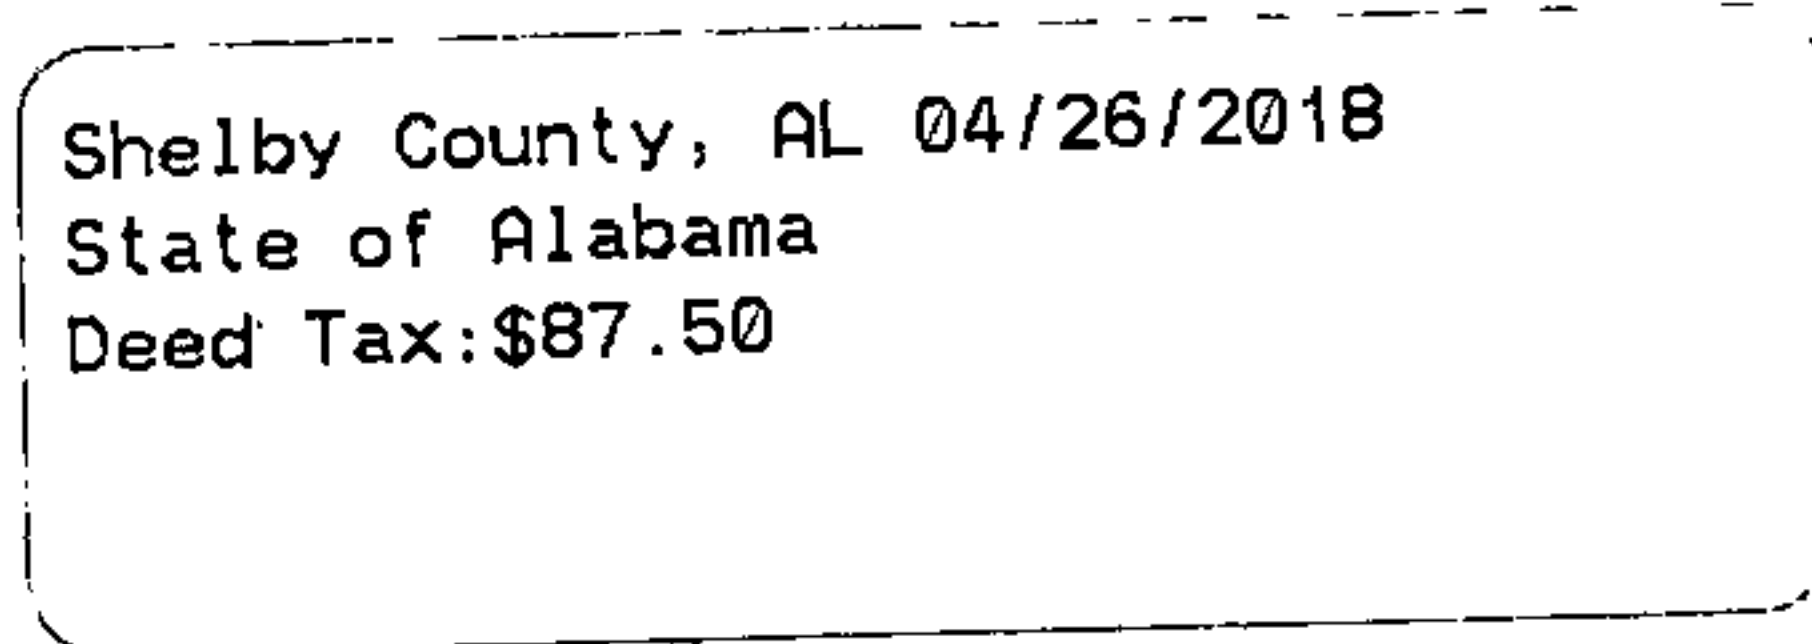 Shelby County, AL 04/26/2018
State of Alabama
Deed Tax:$87.50